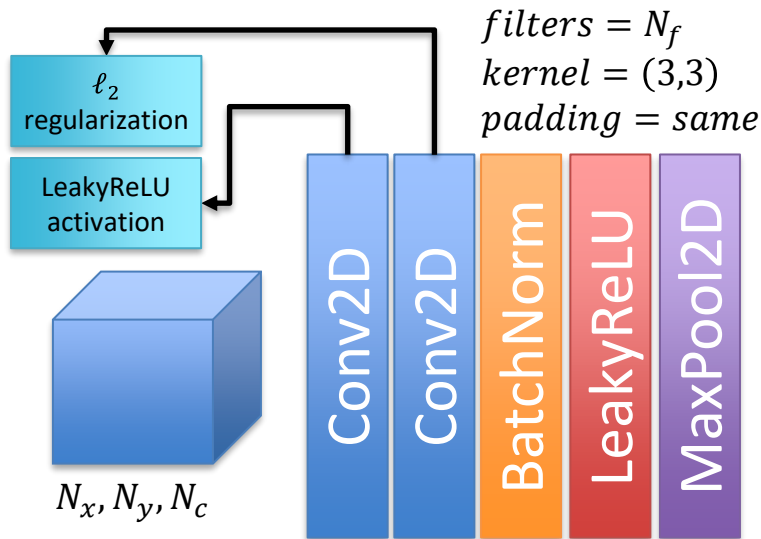 filters = N_f
kernel = (3,3)
padding = same
ℓ_2
regularization
LeakyReLU
activation
Conv2D
Conv2D
BatchNorm
LeakyReLU
MaxPool2D
N_x, N_y, N_c